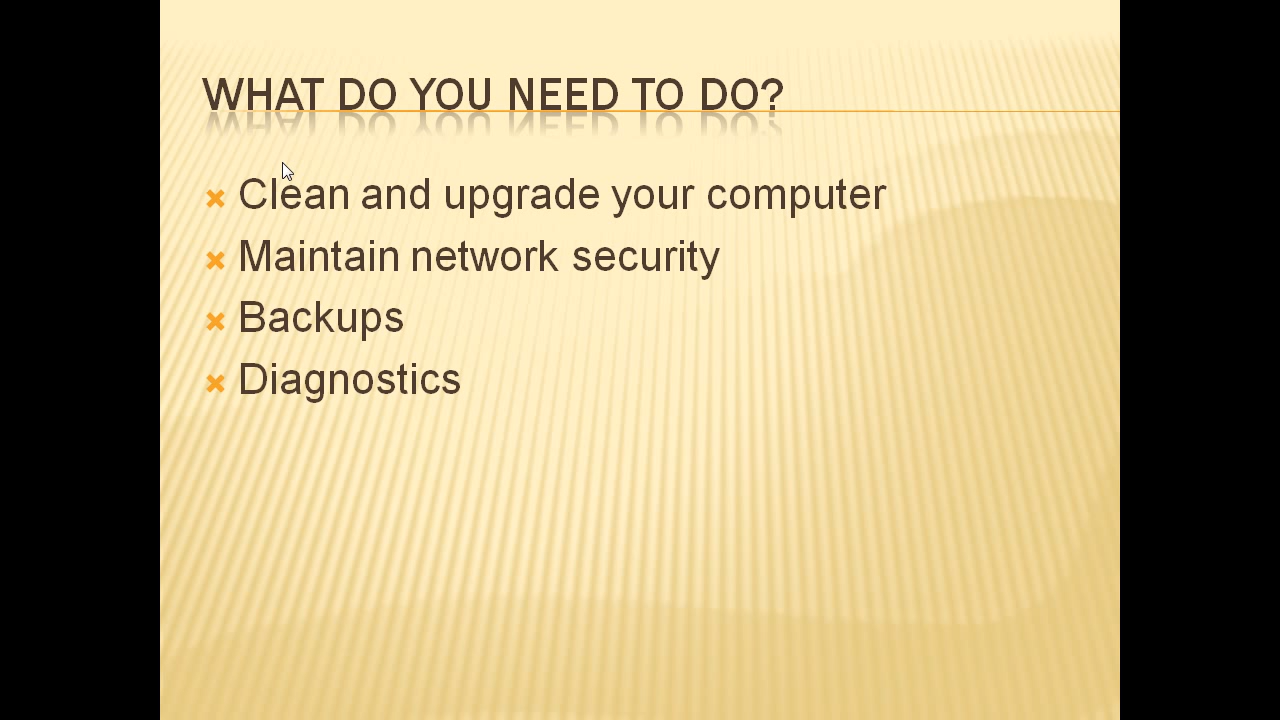 WHAT DO YOU NEED TO DO?
Clean and upgrade your computer
Maintain network security
Backups
Diagnostics